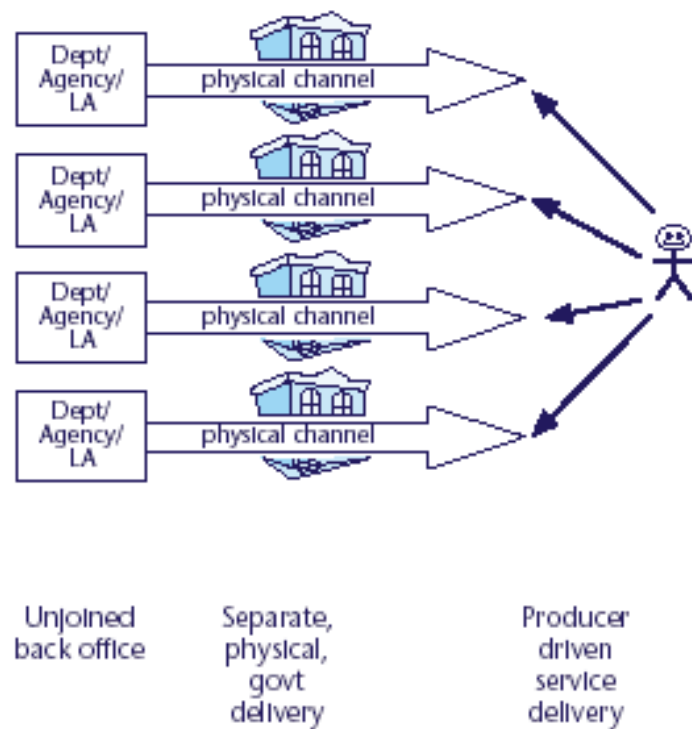 Dept/
Agency/
LA
physical channel
Dept/
Agency/
LA
physical channel
Dept/
Agency/
LA
physical channel
Dept/
Agency/
LA
physical channel
Unjoined
back office
Separate,
physical,
govt
delivery
Producer
driven
service
delivery